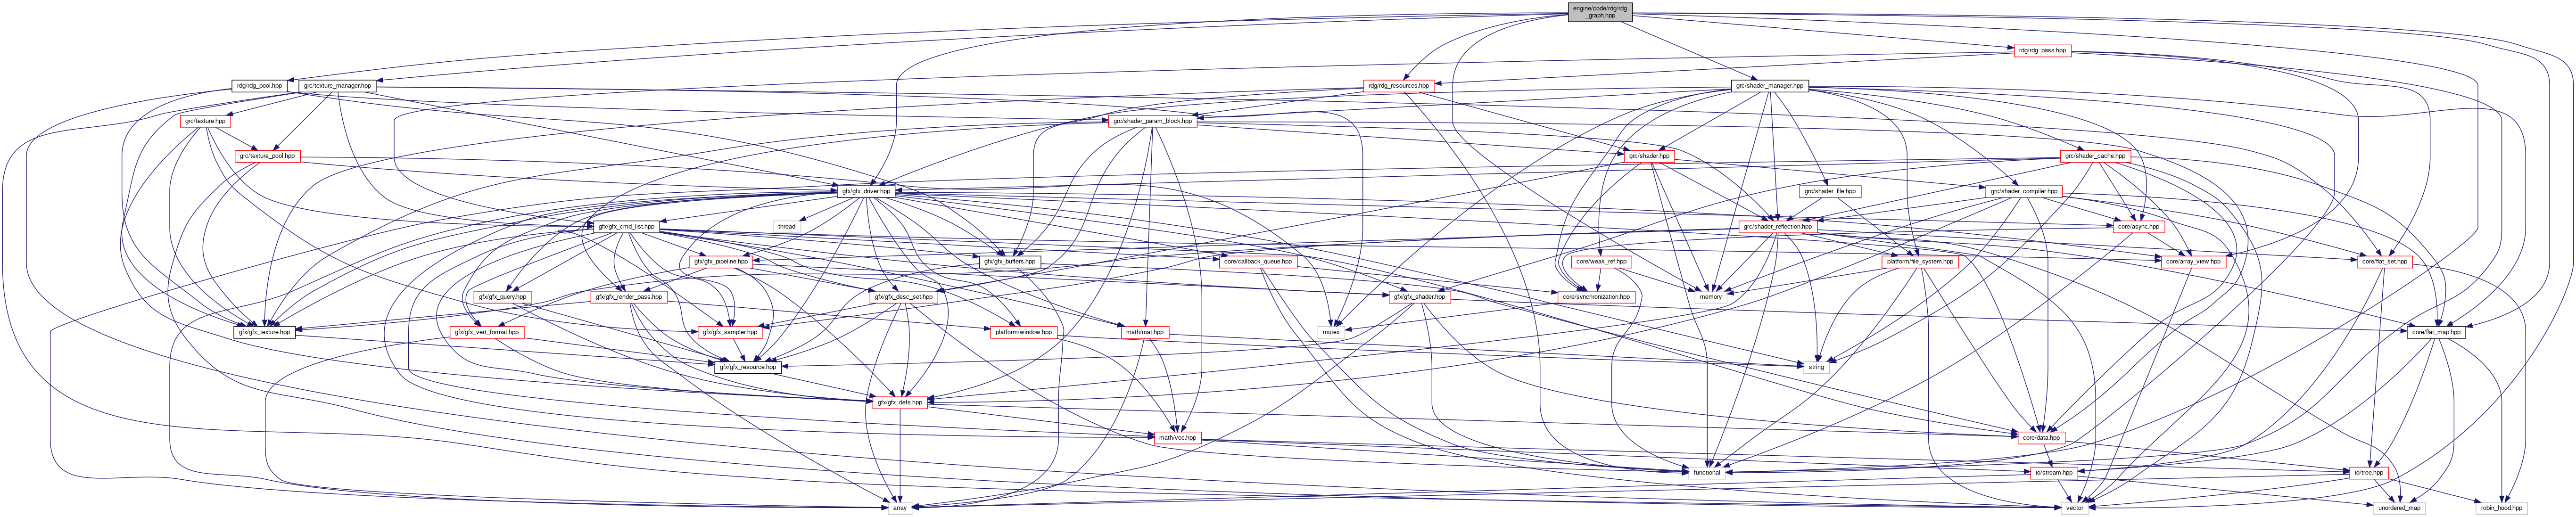 engine/code/rdg/rdg
_graph.hpp
rdg/rdg_pass.hpp
rdg/rdg_pool.hpp
grc/texture_manager.hpp
rdg/rdg_resources.hpp
grc/shader_manager.hpp
grc/texture.hpp
grc/shader_param_block.hpp
grc/texture_pool.hpp
grc/shader.hpp
grc/shader_cache.hpp
gfx/gfx_driver.hpp
grc/shader_file.hpp
grc/shader_compiler.hpp
thread
gfx/gfx_cmd_list.hpp
grc/shader_reflection.hpp
core/async.hpp
gfx/gfx_pipeline.hpp
gfx/gfx_buffers.hpp
core/callback_queue.hpp
core/weak_ref.hpp
platform/file_system.hpp
core/array_view.hpp
core/flat_set.hpp
gfx/gfx_query.hpp
gfx/gfx_render_pass.hpp
gfx/gfx_desc_set.hpp
gfx/gfx_shader.hpp
core/synchronization.hpp
memory
gfx/gfx_texture.hpp
gfx/gfx_vert_format.hpp
gfx/gfx_sampler.hpp
platform/window.hpp
math/mat.hpp
mutex
core/flat_map.hpp
gfx/gfx_resource.hpp
string
gfx/gfx_defs.hpp
math/vec.hpp
core/data.hpp
functional
io/stream.hpp
io/tree.hpp
array
vector
unordered_map
robin_hood.hpp